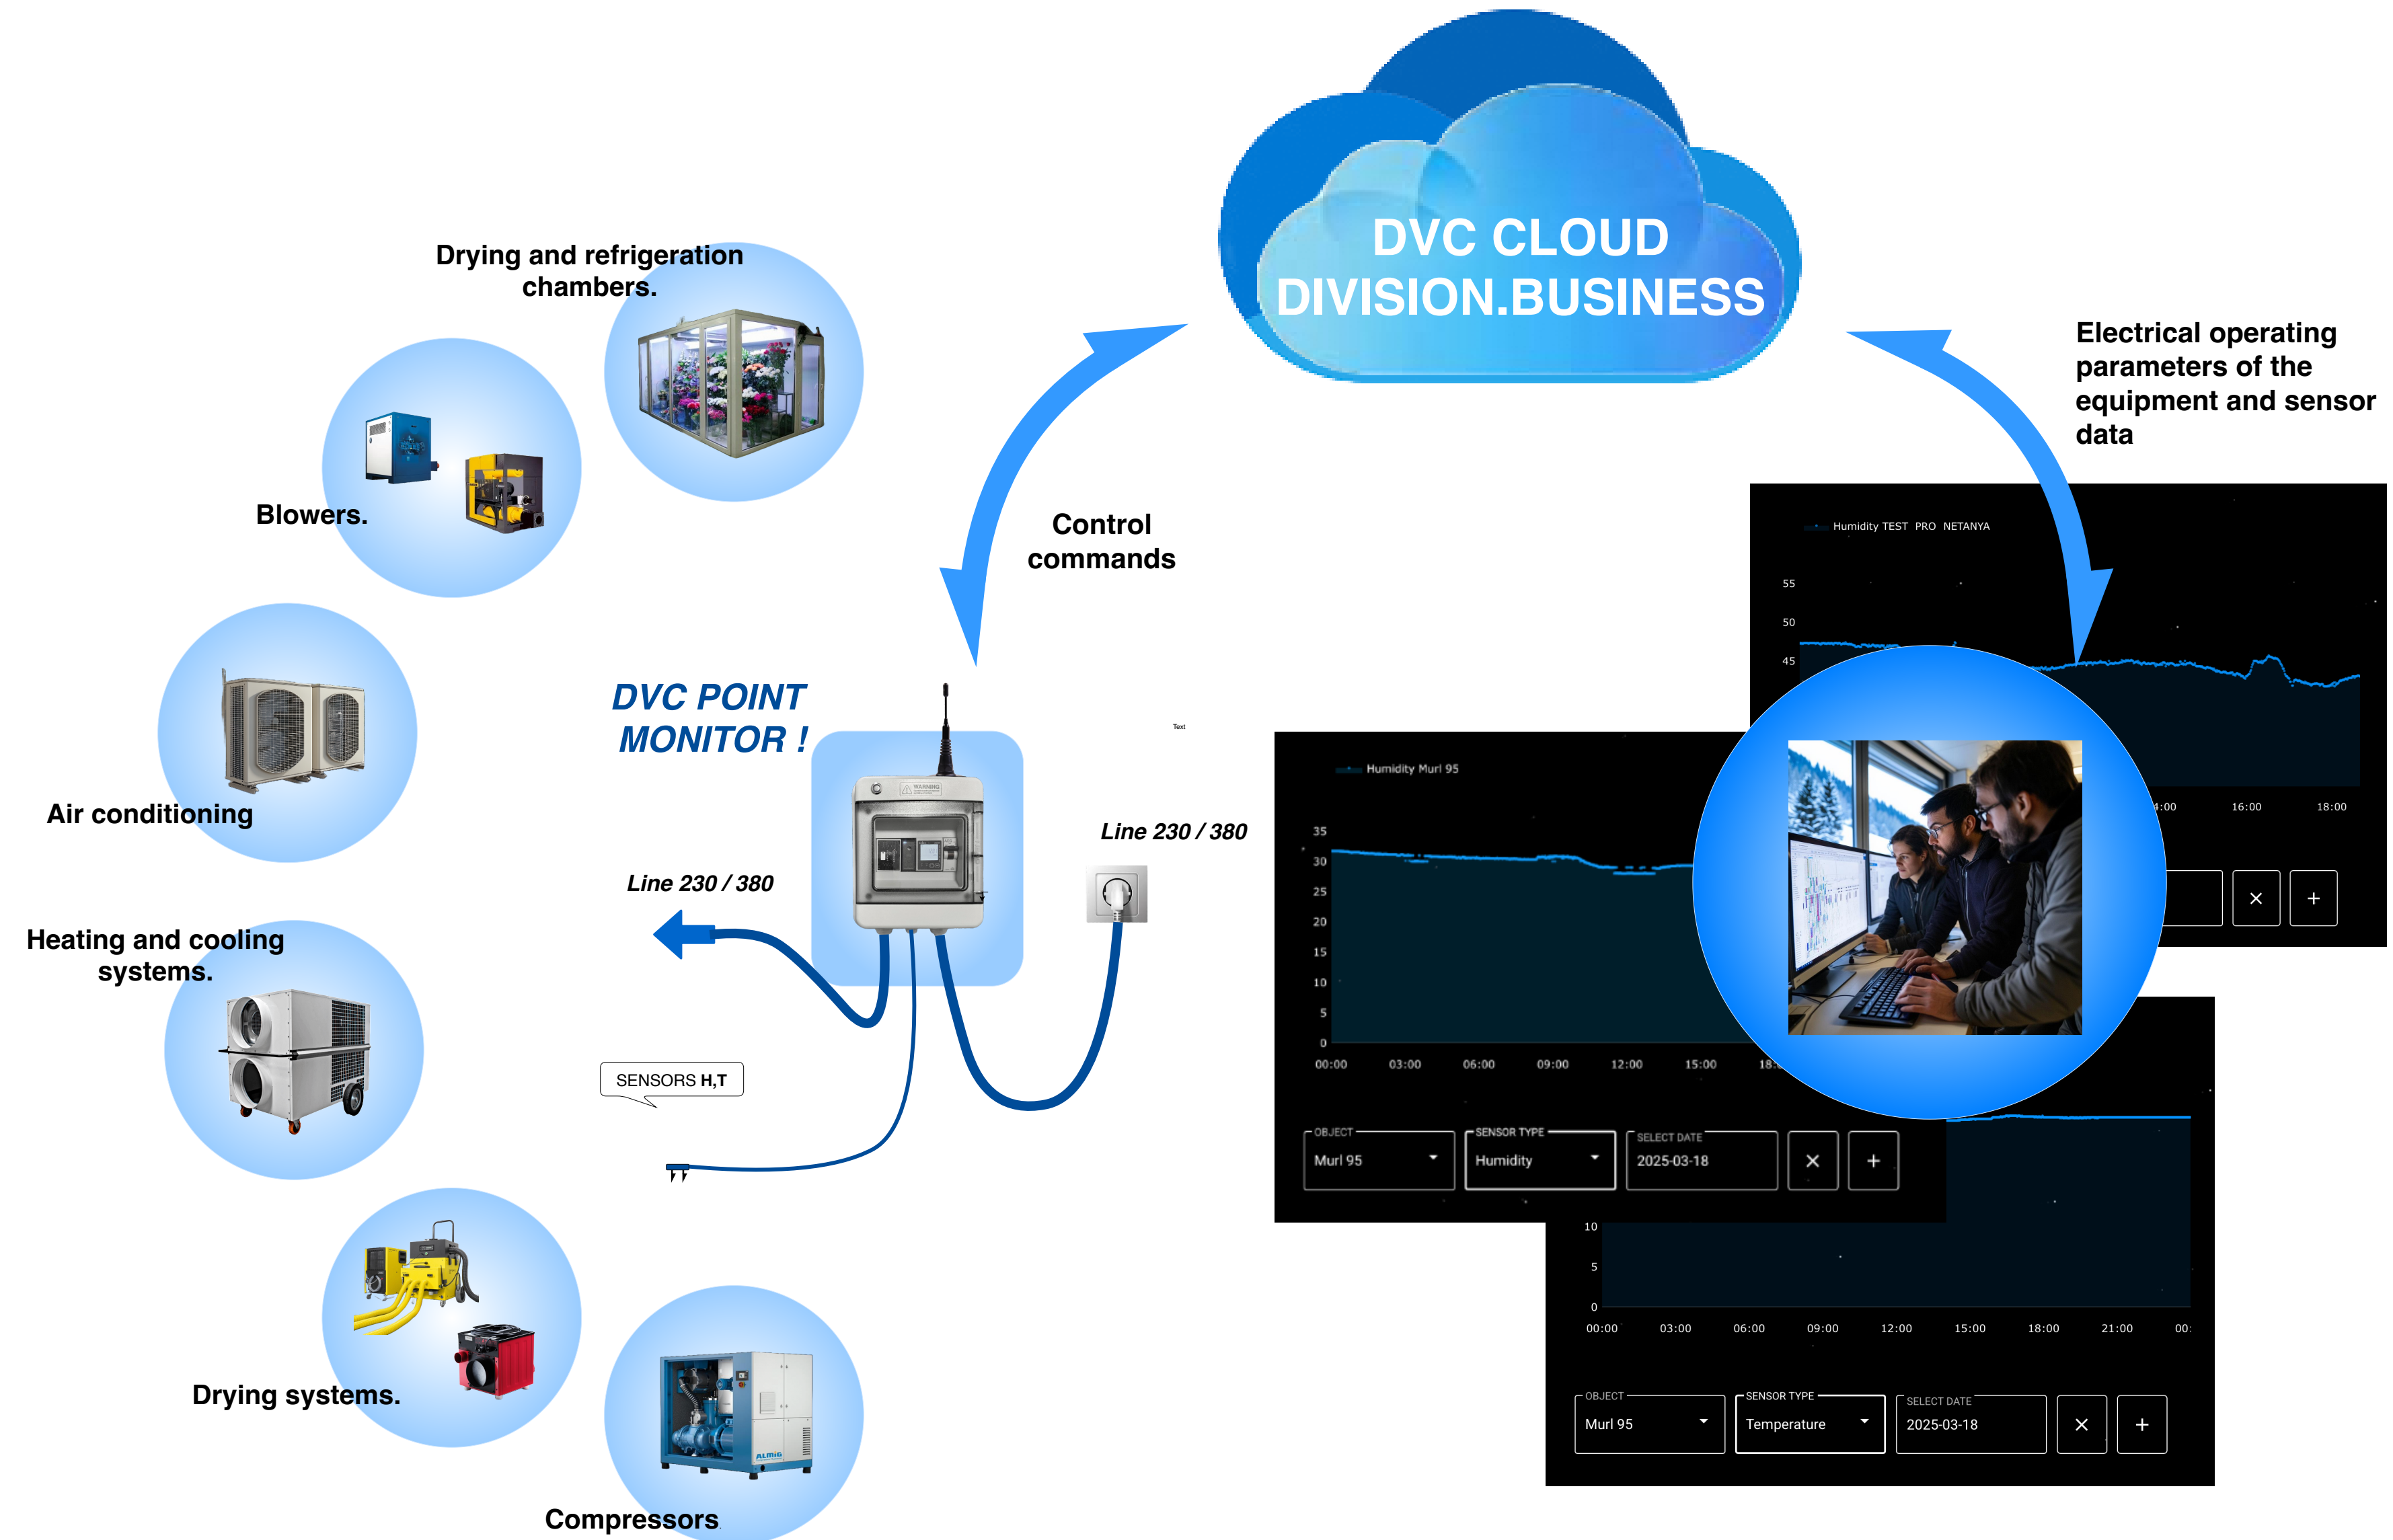 DVC CLOUD
DIVISION.BUSINESS
Drying and refrigeration
chambers.
Electrical operating
parameters of the
equipment and sensor
data
Blowers.
Control
commands
Humidity TEST PRO NETANYA
55
50
45
16:00
18:00
DVC POINT
MONITOR !
Text
WARNING
Humidity Murl 95
Air conditioning
Line 230 / 380
Line 230 / 380
35
30
25
20
15
10
5
0
00:00 03:00 06:00 09:00 12:00 15:00
Heating and cooling
systems.
SENSORS H,T
OBJECT
Murl 95
SENSOR TYPE
Humidity
SELECT DATE
2025-03-18
× +
× +
10
5
0
00:00 03:00 06:00 09:00 12:00 15:00 18:00 21:00 00:
OBJECT
Murl 95
SENSOR TYPE
Temperature
SELECT DATE
2025-03-18
× +
Drying systems.
ALMiG
Compressors.